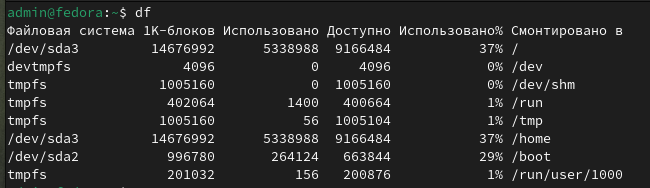 admin@fedora:~$ df
Файловая система 1K-блоков Использовано Доступно Использовано% Смонтировано в
/dev/sda3 14676992 5338988 9166484 37% /
devtmpfs 4096 0 4096 0% /dev
tmpfs 1005160 0 1005160 0% /dev/shm
tmpfs 402064 1400 400664 1% /run
tmpfs 1005160 56 1005104 1% /tmp
/dev/sda3 14676992 5338988 9166484 37% /home
/dev/sda2 996780 264124 663844 29% /boot
tmpfs 201032 156 200876 1% /run/user/1000